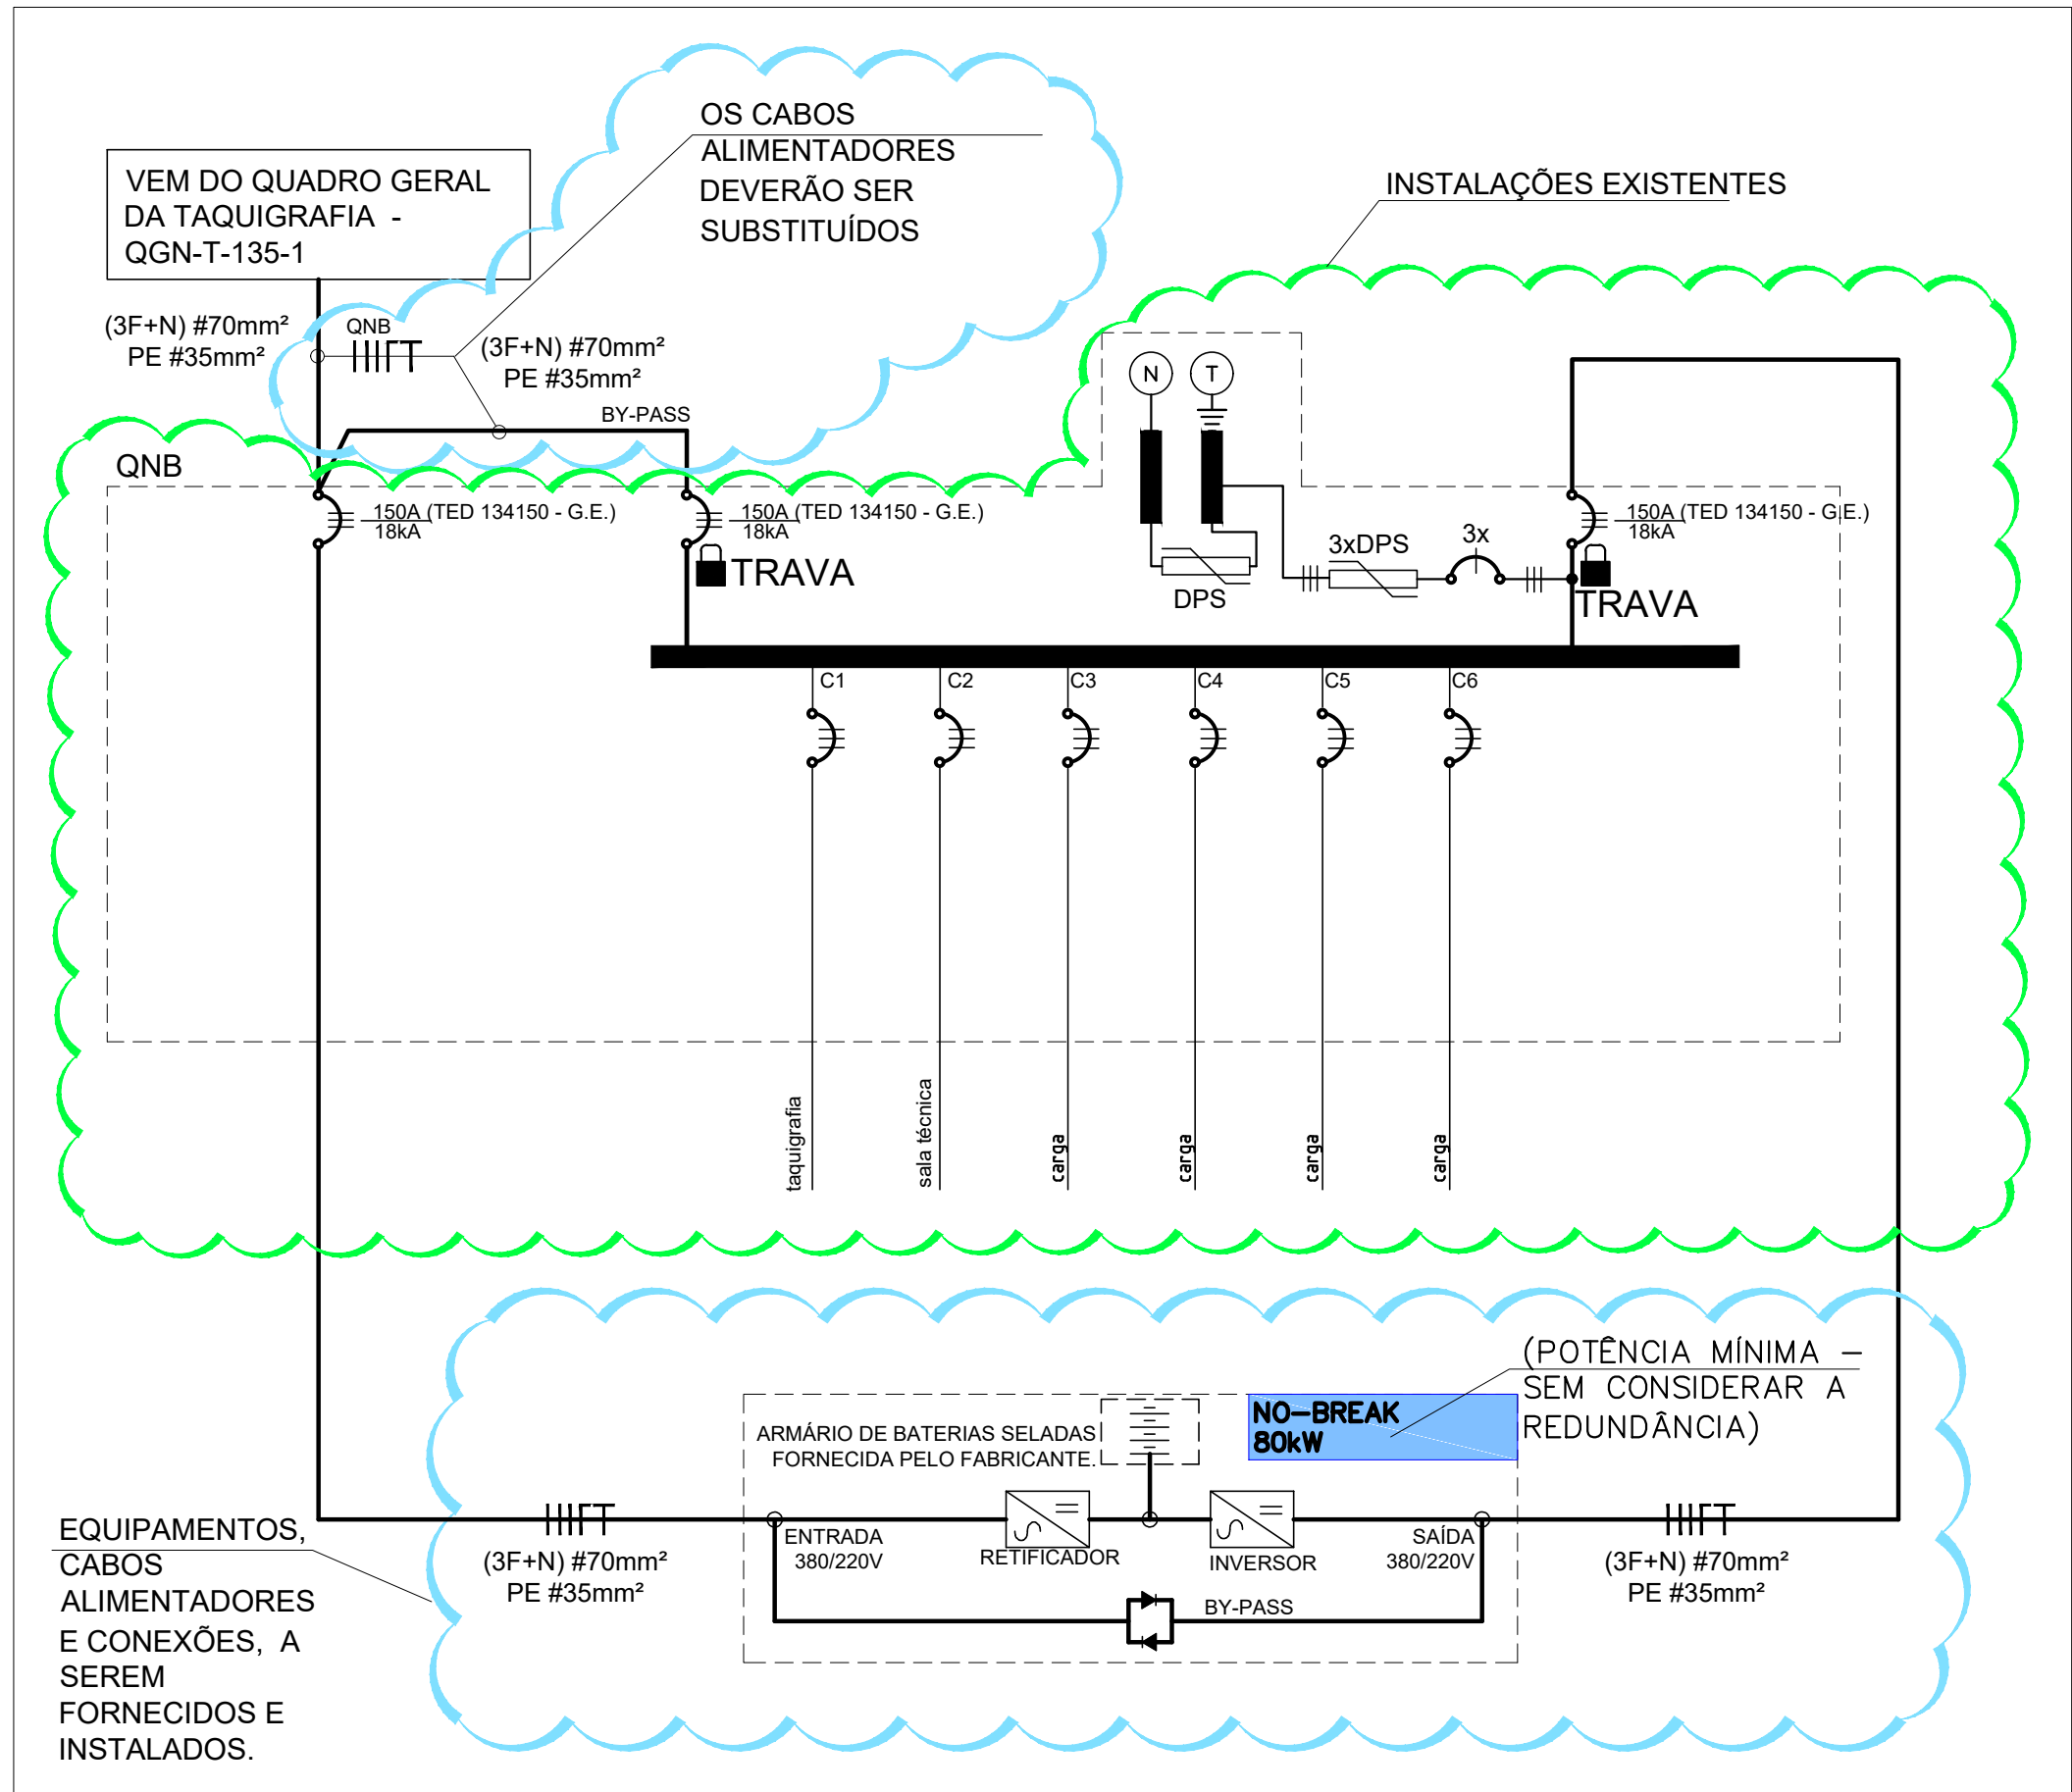 OS CABOS
ALIMENTADORES
DEVERÃO SER
SUBSTITUÍDOS
VEM DO QUADRO GERAL
DA TAQUIGRAFIA -
QGN-T-135-1
INSTALAÇÕES EXISTENTES
(3F+N) #70mm²
PE #35mm²
QNB
(3F+N) #70mm²
PE #35mm²
BY-PASS
N
T
QNB
150A (TED 134150 - G.E.)
18kA
150A (TED 134150 - G.E.)
18kA
TRAVA
DPS
3xDPS
3x
150A (TED 134150 - G.E.)
18kA
TRAVA
C1
C2
C3
C4
C5
C6
taquigrafia
sala técnica
carga
carga
carga
carga
(POTÊNCIA MÍNIMA -
SEM CONSIDERAR A
REDUNDÂNCIA)
NO-BREAK
80kW
ARMÁRIO DE BATERIAS SELADAS
FORNECIDA PELO FABRICANTE.
EQUIPAMENTOS,
CABOS
ALIMENTADORES
E CONEXÕES, A
SEREM
FORNECIDOS E
INSTALADOS.
(3F+N) #70mm²
PE #35mm²
ENTRADA
380/220V
RETIFICADOR
INVERSOR
SAÍDA
380/220V
BY-PASS
(3F+N) #70mm²
PE #35mm²